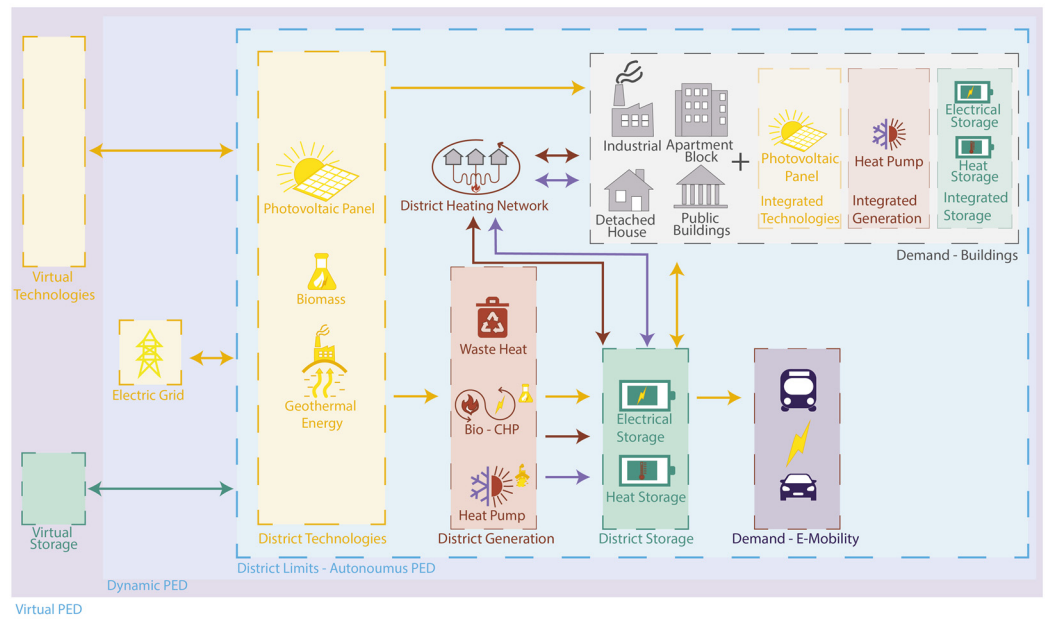 Virtual
Technologies
Electric Grid
Virtual
Storage
Photovoltaic Panel
Biomass
Geothermal
Energy
District Technologies
District Heating Network
Waste Heat
Bio - CHP
Heat Pump
District Generation
Electrical
Storage
Heat Storage
District Storage
Demand - E-Mobility
Industrial
Apartment
Block
Detached
House
Public
Buildings
+
Photovoltaic
Panel
Integrated
Technologies
Heat Pump
Integrated
Generation
Electrical
Storage
Heat
Storage
Integrated
Storage
Demand - Buildings
District Limits - Autonoumus PED
Dynamic PED
Virtual PED